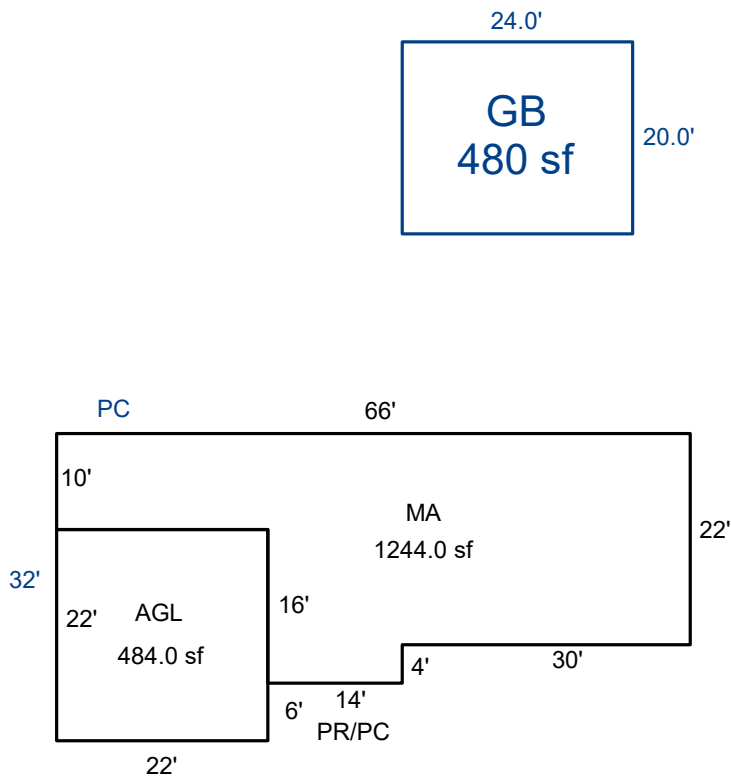 24.0'
GB
480 sf
20.0'
PC
66'
10'
MA
1244.0 sf
22'
32'
22'
AGL
484.0 sf
16'
4'
30'
6'
14'
PR/PC
22'